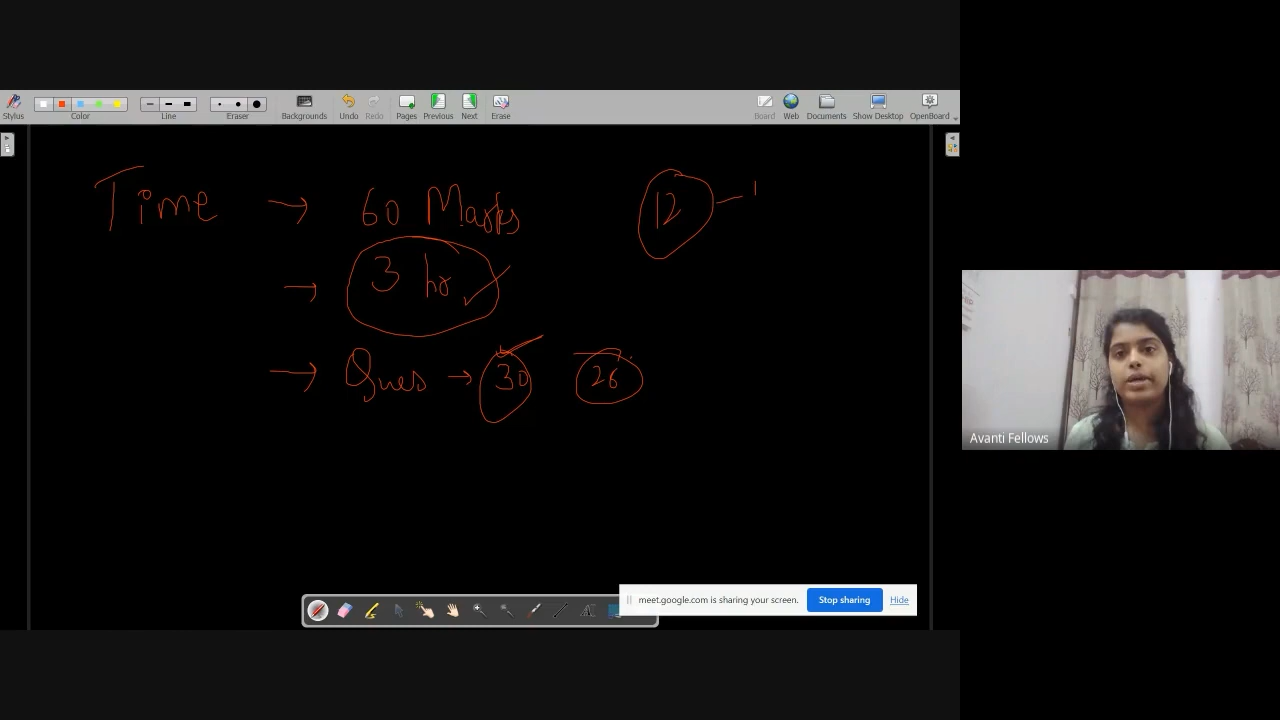 Stylus Color Line Eraser Backgrounds Undo Redo Pages Previous Next Erase Board Web Documents Show Desktop OpenBoard
Time → 60 Marks 12 – 1
→ 3 hr
→ Ques → 30 26
Avanti Fellows
meet.google.com is sharing your screen. Stop sharing Hide